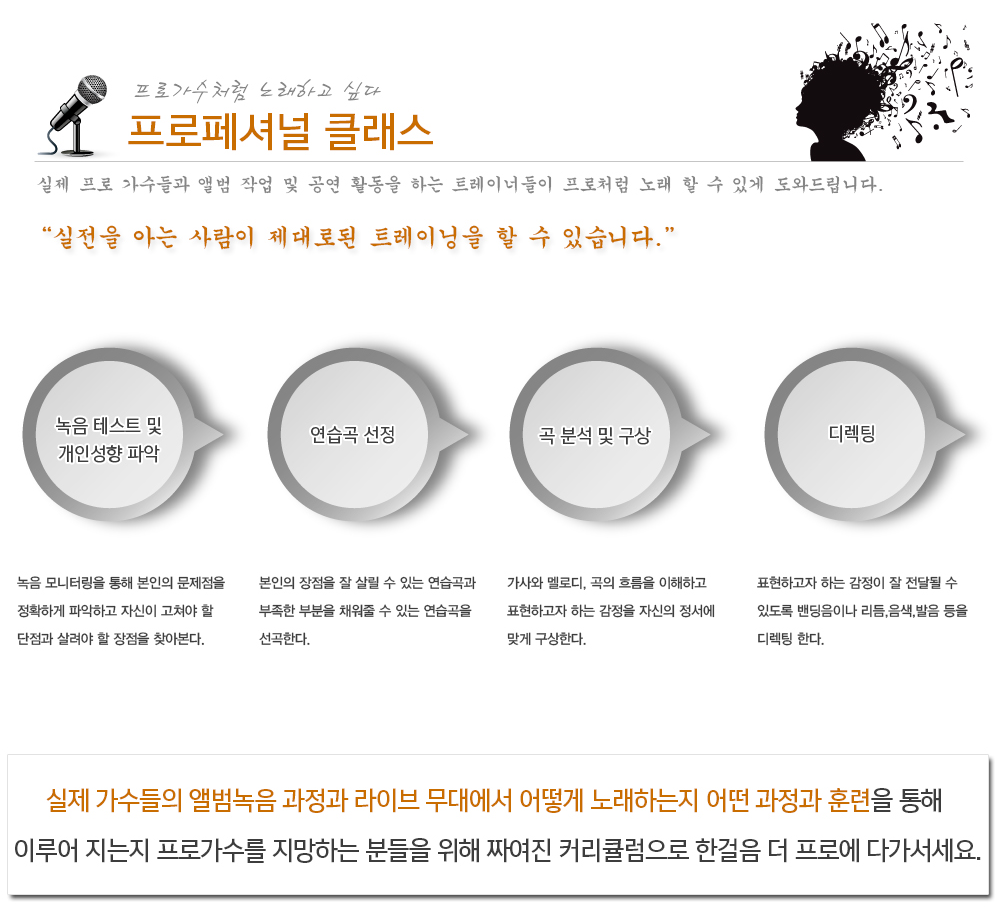 프로가수처럼 노래하고 싶다
프로페셔널 클래스
실제 프로 가수들과 앨범 작업 및 공연 활동을 하는 트레이너들이 프로처럼 노래 할 수 있게 도와드립니다.
“실전을 아는 사람이 제대로된 트레이닝을 할 수 있습니다.”
녹음 테스트 및
개인성향 파악
연습곡 선정
곡 분석 및 구상
디렉팅
녹음 모니터링을 통해 본인의 문제점을
정확하게 파악하고 자신이 고쳐야 할
단점과 살려야 할 장점을 찾아본다.
본인의 장점을 잘 살릴 수 있는 연습곡과
부족한 부분을 채워줄 수 있는 연습곡을
선곡한다.
가사와 멜로디, 곡의 흐름을 이해하고
표현하고자 하는 감정을 자신의 정서에
맞게 구상한다.
표현하고자 하는 감정이 잘 전달될 수
있도록 밴딩음이나 리듬,음색,발음 등을
디렉팅 한다.
실제 가수들의 앨범녹음 과정과 라이브 무대에서 어떻게 노래하는지 어떤 과정과 훈련을 통해
이루어 지는지 프로가수를 지망하는 분들을 위해 짜여진 커리큘럼으로 한걸음 더 프로에 다가서세요.